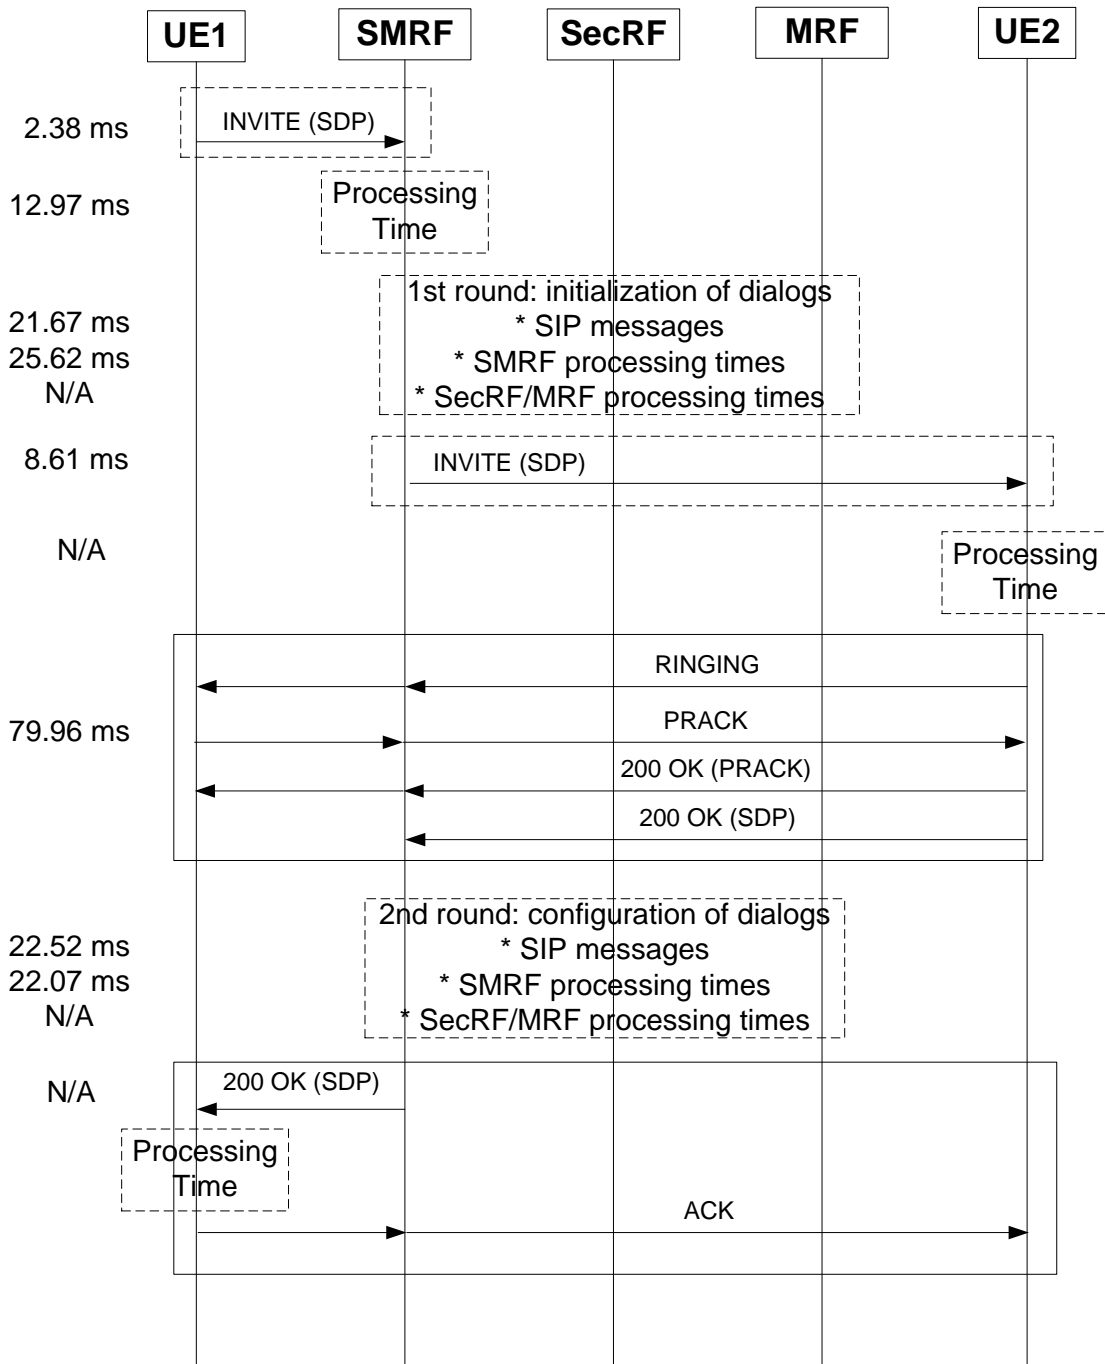 UE1 SMRF SecRF MRF UE2
2.38 ms
INVITE (SDP)
12.97 ms
Processing
Time
1st round: initialization of dialogs
21.67 ms
* SIP messages
25.62 ms
* SMRF processing times
N/A
* SecRF/MRF processing times
8.61 ms
INVITE (SDP)
N/A
Processing
Time
RINGING
79.96 ms
PRACK
200 OK (PRACK)
200 OK (SDP)
2nd round: configuration of dialogs
22.52 ms
* SIP messages
22.07 ms
* SMRF processing times
N/A
* SecRF/MRF processing times
N/A
200 OK (SDP)
Processing
Time
ACK